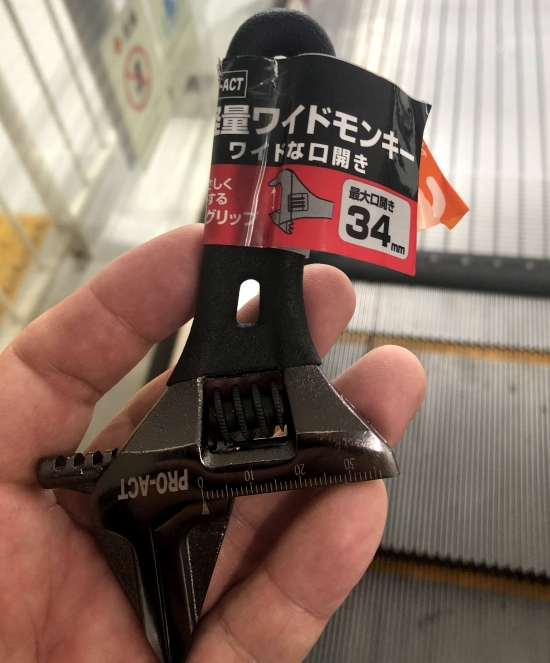 -ACT
軽量ワイドモンキー
ワイドな口開き
しく
する
グリップ
最大口開き
34mm
PRO-ACT
0 10 20 30